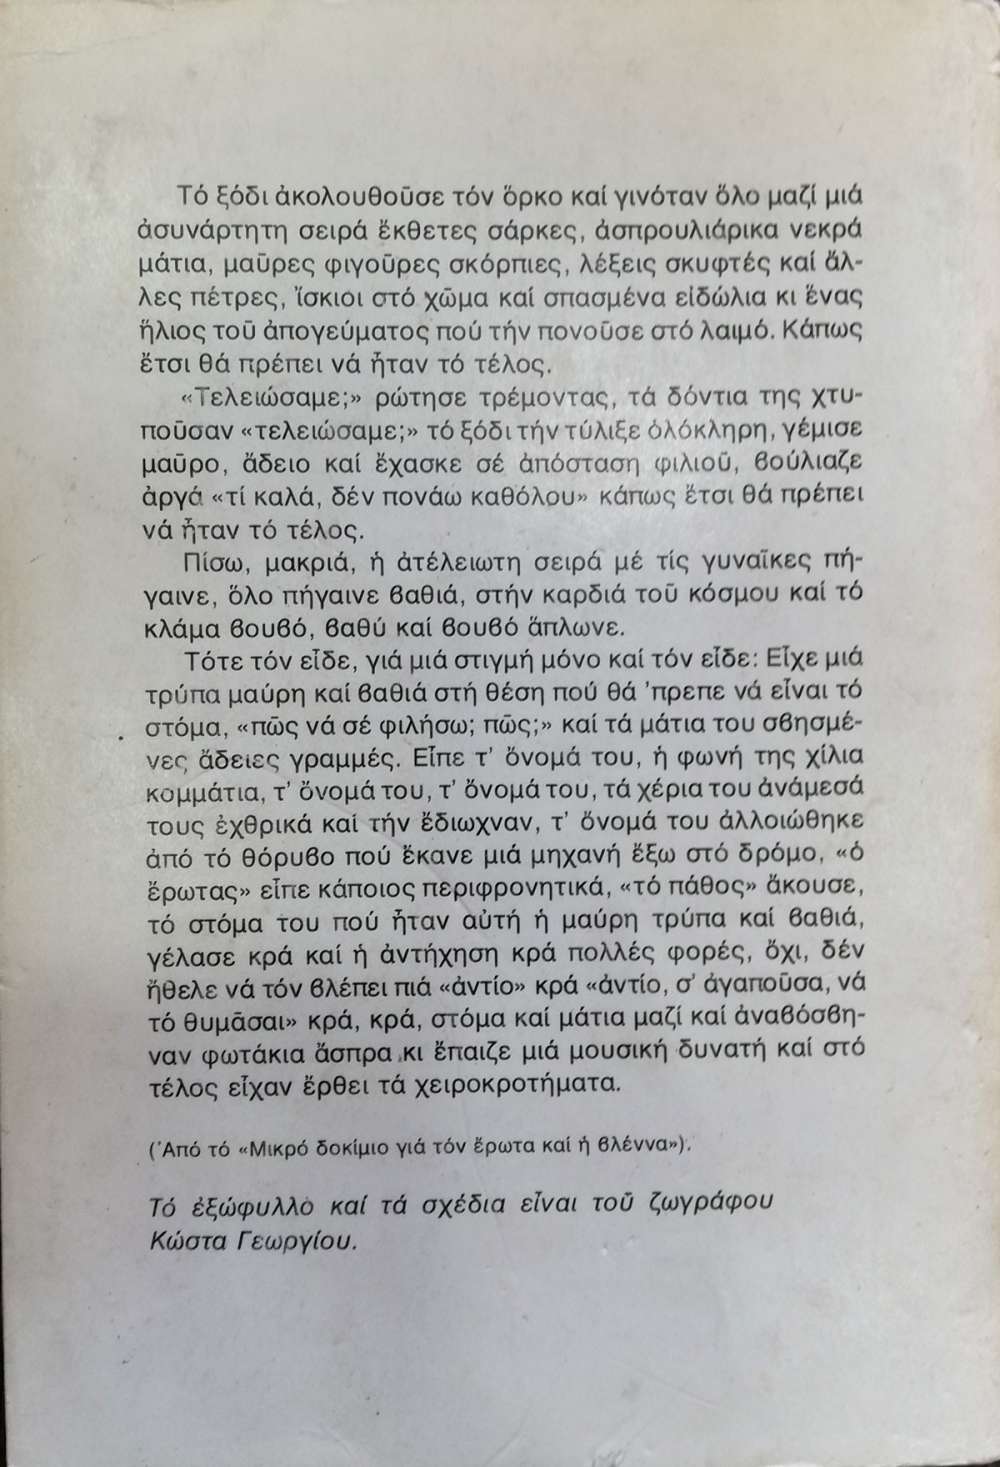 Τό ξόδι ἀκολουθοῦσε τόν ὅρκο καί γινόταν ὅλο μαζί μιά
ἀσυνάρτητη σειρά ἔκθετες σάρκες, ἀσπρουλιάρικα νεκρά
μάτια, μαῦρες φιγοῦρες σκόρπιες, λέξεις σκυφτές καί ἄλ-
λες πέτρες, ἴσκιοι στό χῶμα καί σπασμένα εἰδώλια κι ἕνας
ἥλιος τοῦ ἀπογεύματος πού τήν πονοῦσε στό λαιμό. Κάπως
ἔτσι θά πρέπει νά ἦταν τό τέλος.
«Τελειώσαμε;» ρώτησε τρέμοντας, τά δόντια της χτυ-
ποῦσαν «τελειώσαμε;» τό ξόδι τήν τύλιξε ὁλόκληρη, γέμισε
μαῦρο, ἄδειο καί ἔχασκε σέ ἀπόσταση φιλιοῦ, βούλιαζε
ἀργά «τί καλά, δέν πονάω καθόλου» κάπως ἔτσι θά πρέπει
νά ἦταν τό τέλος.
Πίσω, μακριά, ἡ ἀτέλειωτη σειρά μέ τίς γυναῖκες πή-
γαινε, ὅλο πήγαινε βαθιά, στήν καρδιά τοῦ κόσμου καί τό
κλάμα βουβό, βαθύ καί βουβό ἅπλωνε.
Τότε τόν εἶδε, γιά μιά στιγμή μόνο καί τόν εἶδε: Εἶχε μιά
τρύπα μαύρη καί βαθιά στή θέση πού θά 'πρεπε νά εἶναι τό
στόμα, «πῶς νά σέ φιλήσω; πῶς;» καί τά μάτια του σβησμέ-
νες ἄδειες γραμμές. Εἶπε τ' ὄνομά του, ἡ φωνή της χίλια
κομμάτια, τ' ὄνομά του, τ' ὄνομά του, τά χέρια του ἀνάμεσά
τους ἐχθρικά καί τήν ἔδιωχναν, τ' ὄνομά του ἀλλοιώθηκε
ἀπό τό θόρυβο πού ἔκανε μιά μηχανή ἔξω στό δρόμο, «ὁ
ἔρωτας» εἶπε κάποιος περιφρονητικά, «τό πάθος» ἄκουσε,
τό στόμα του πού ἦταν αὐτή ἡ μαύρη τρύπα καί βαθιά,
γέλασε κρά καί ἡ ἀντήχηση κρά πολλές φορές, ὄχι, δέν
ἤθελε νά τόν βλέπει πιά «ἀντίο» κρά «ἀντίο, σ' ἀγαποῦσα, νά
τό θυμᾶσαι» κρά, κρά, στόμα καί μάτια μαζί καί ἀναβόσβη-
ναν φωτάκια ἄσπρα κι ἔπαιζε μιά μουσική δυνατή καί στό
τέλος εἶχαν ἔρθει τά χειροκροτήματα.
(Ἀπό τό «Μικρό δοκίμιο γιά τόν ἔρωτα καί ἡ βλέννα»).
Τό ἐξώφυλλο καί τά σχέδια εἶναι τοῦ ζωγράφου
Κώστα Γεωργίου.